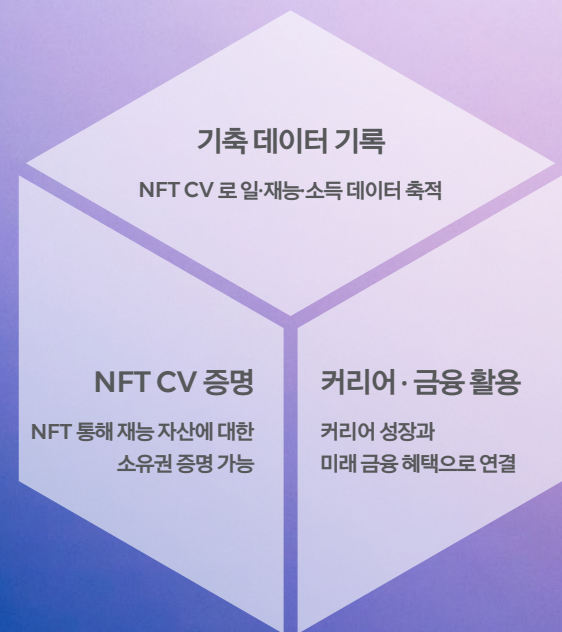 기축 데이터 기록
NFT CV 로 일·재능·소득 데이터 축적
NFT CV 증명
NFT 통해 재능 자산에 대한
소유권 증명 가능
커리어 · 금융 활용
커리어 성장과
미래 금융 혜택으로 연결